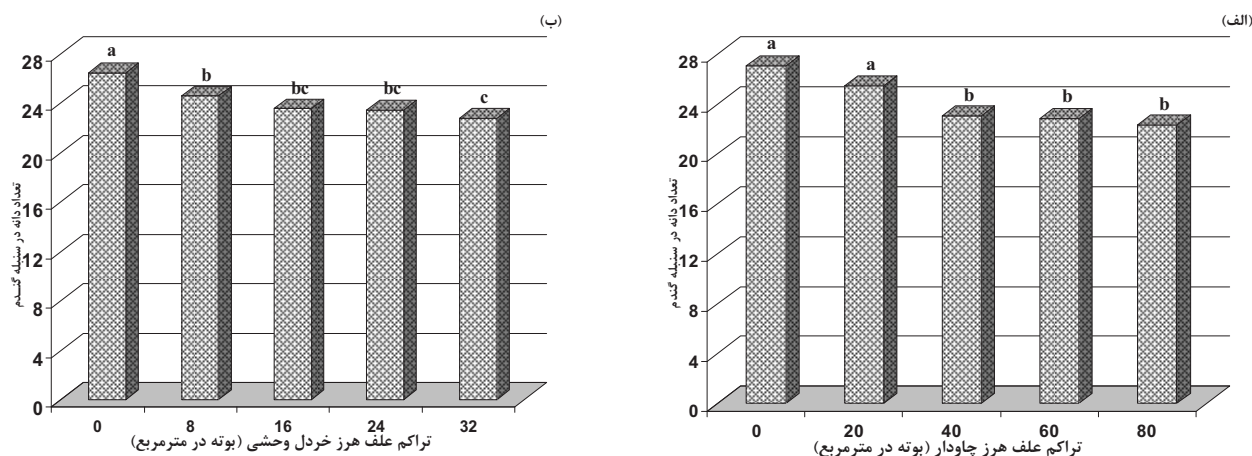 (الف)
28
24
20
16
12
8
4
0
a
a
b
b
b
0 20 40 60 80
تعداد دانه در سنبله گندم
تراکم علف هرز چاودار (بوته در مترمربع)
(ب)
28
24
20
16
12
8
4
0
a
b
bc
bc
c
0 8 16 24 32
تعداد دانه در سنبله گندم
تراکم علف هرز خردل وحشی (بوته در مترمربع)